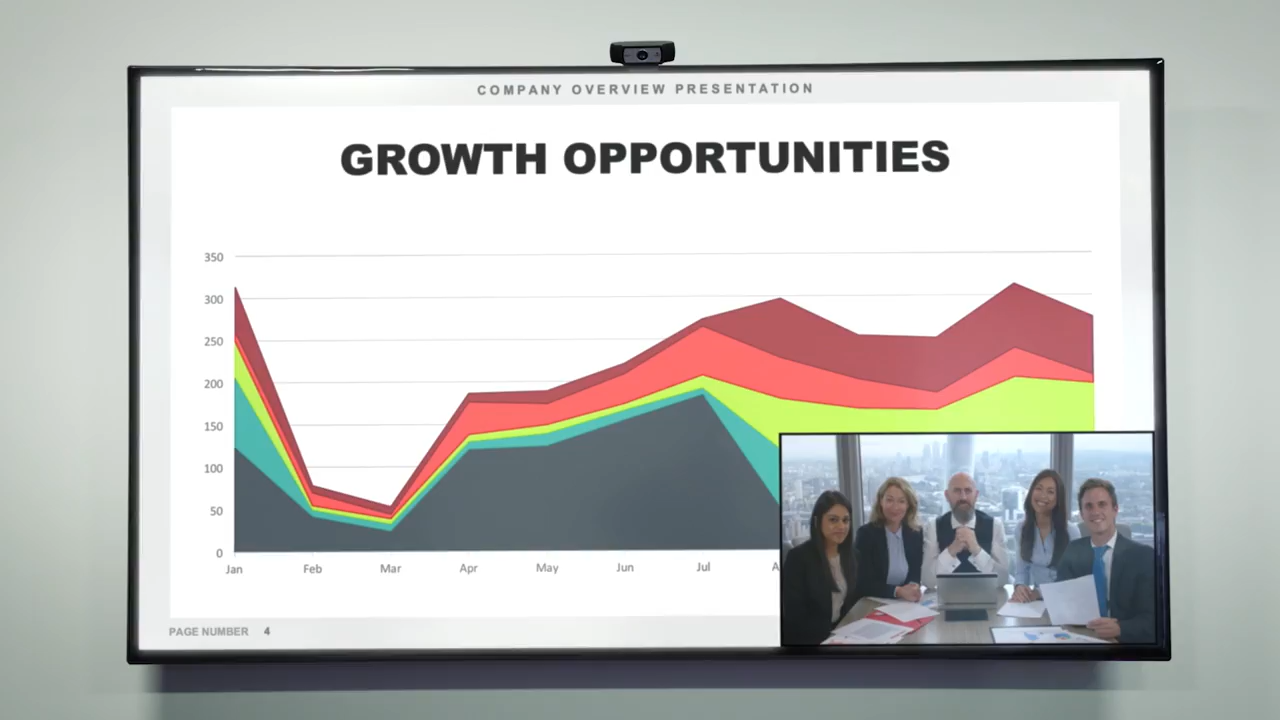 COMPANY OVERVIEW PRESENTATION
GROWTH OPPORTUNITIES
350
300
250
200
150
100
50
0
Jan Feb Mar Apr May Jun Jul
PAGE NUMBER 4